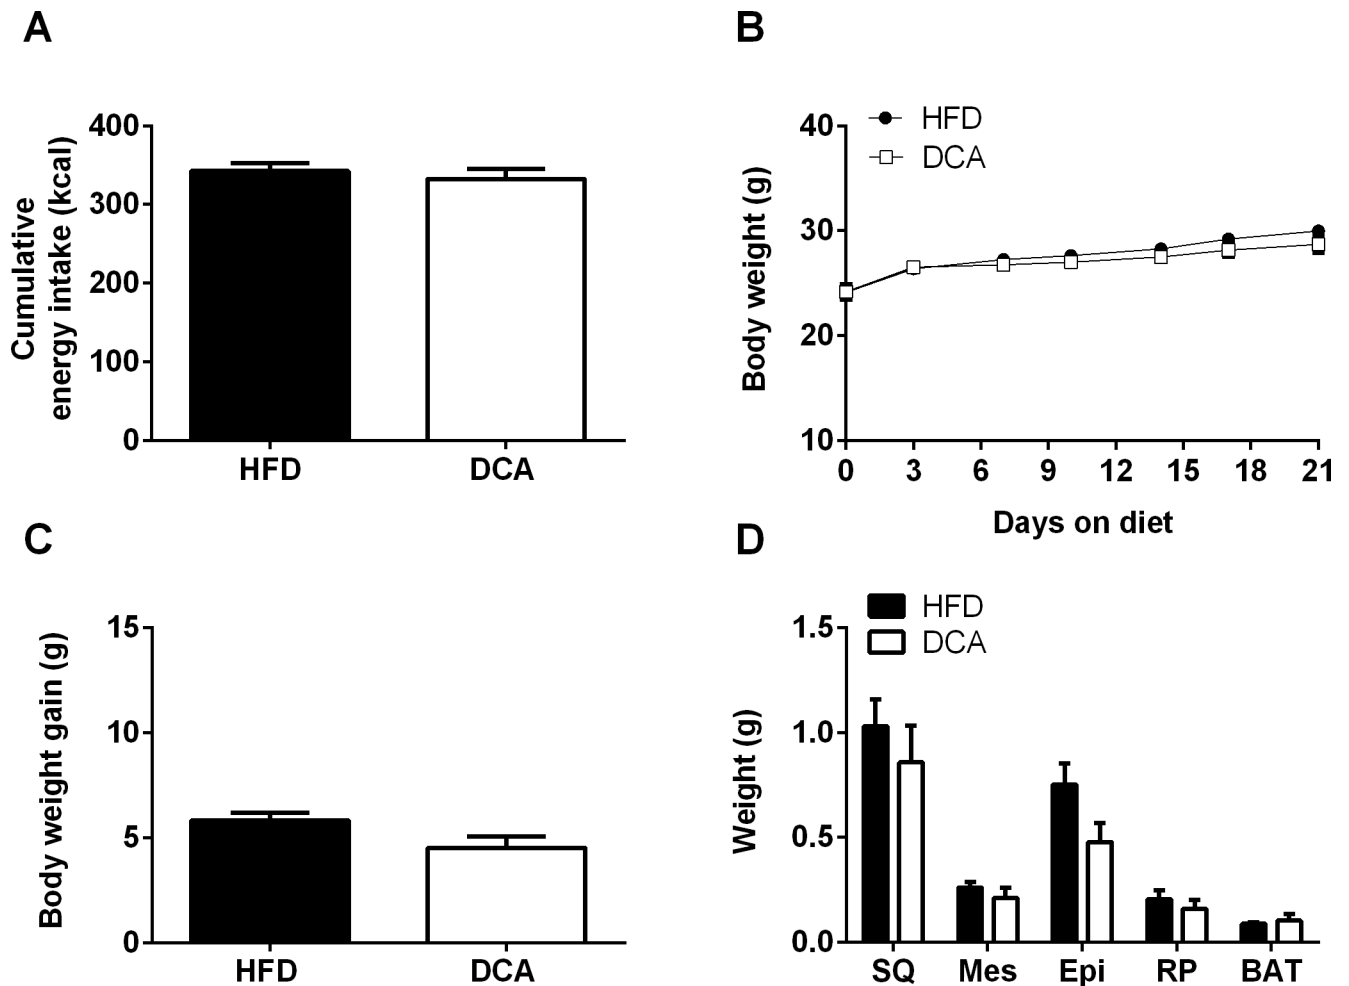 A
Cumulative
energy intake (kcal)
400
300
200
100
0
HFD
DCA
B
HFD
DCA
Body weight (g)
40
30
20
10
0 3 6 9 12 15 18 21
Days on diet
C
Body weight gain (g)
15
10
5
0
HFD
DCA
D
HFD
DCA
Weight (g)
1.5
1.0
0.5
0.0
SQ Mes Epi RP BAT